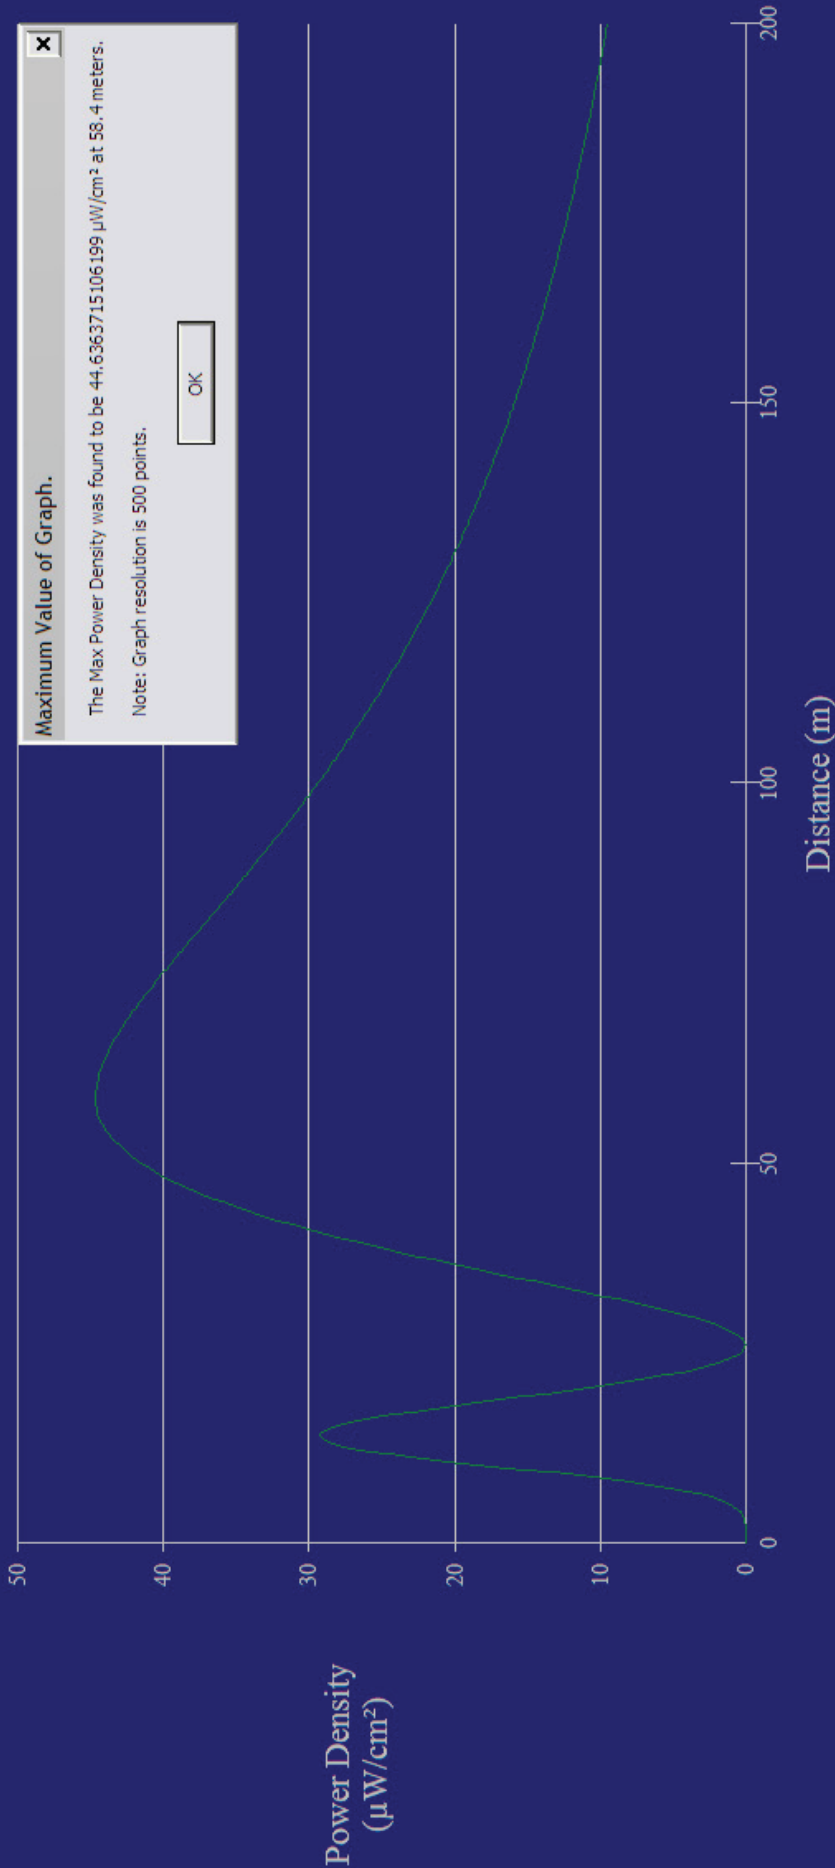 Maximum Value of Graph.
The Max Power Density was found to be 44.6363715106199 µW/cm² at 58.4 meters.
Note: Graph resolution is 500 points.
OK
50
40
30
20
10
0
Power Density
(µW/cm²)
0
50
100
150
200
Distance (m)